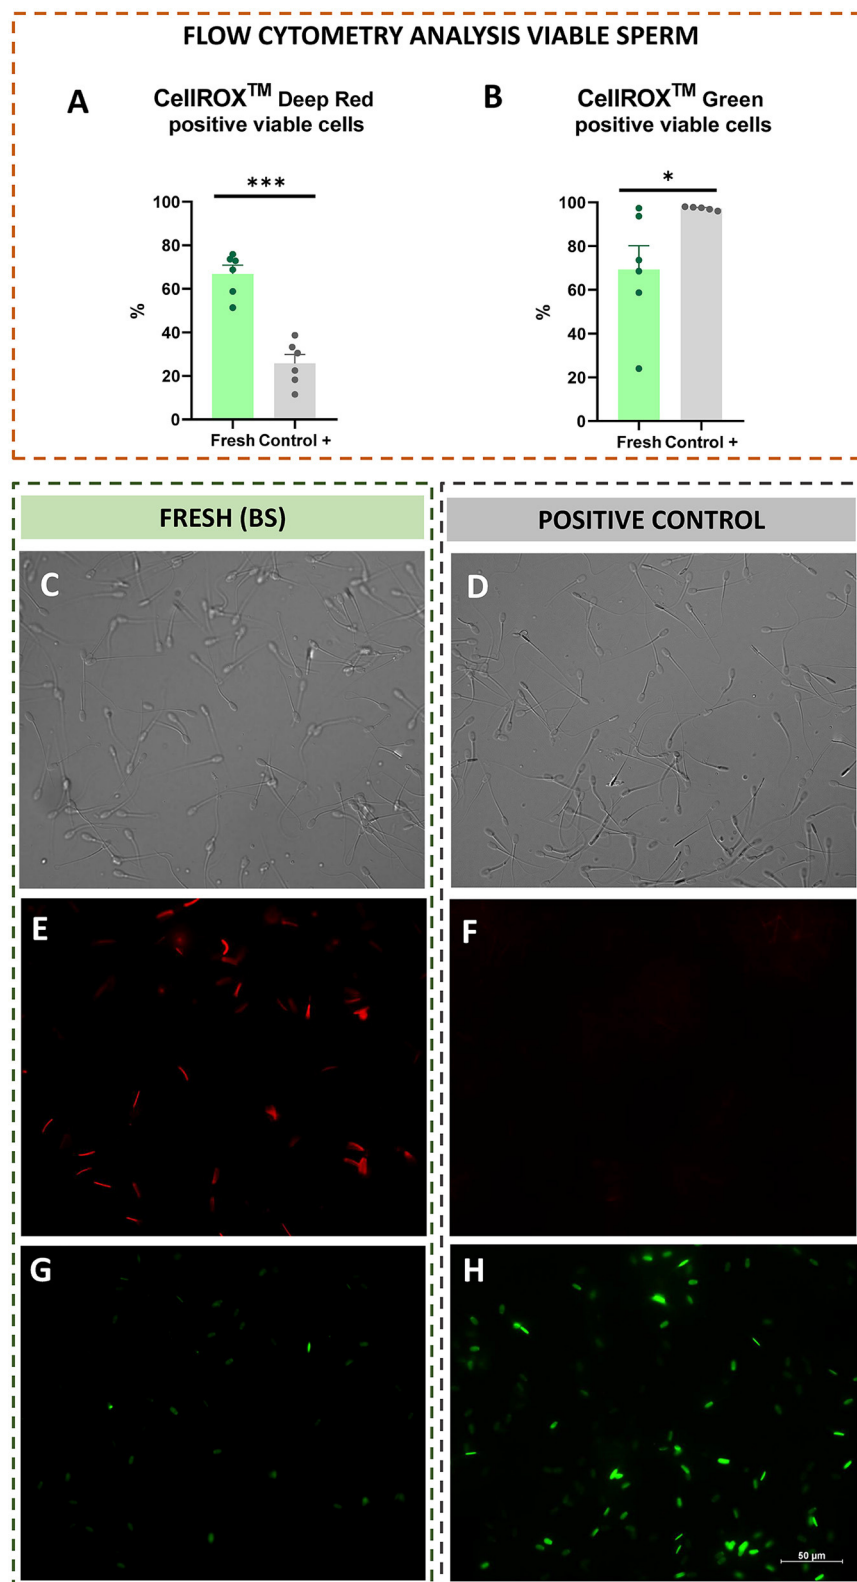 FLOW CYTOMETRY ANALYSIS VIABLE SPERM
A
CellROX™ Deep Red
positive viable cells
***
100
80
60
40
20
0
%
Fresh Control +
B
CellROX™ Green
positive viable cells
*
100
80
60
40
20
0
%
Fresh Control +
FRESH (BS)
POSITIVE CONTROL
C
D
E
F
G
H
50 µm